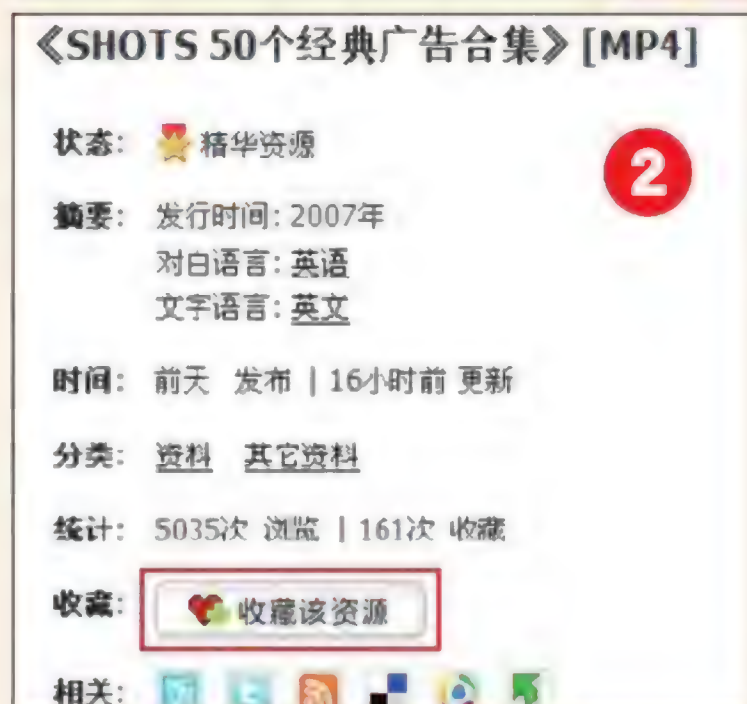 《SHOTS 50个经典广告合集》[MP4]
状态: 精华资源
2
摘要: 发行时间: 2007年
对白语言: 英语
文字语言: 英文
时间: 前天 发布 | 16小时前 更新
分类: 资料 其它资料
统计: 5035次 浏览 | 161次 收藏
收藏: 收藏该资源
相关: